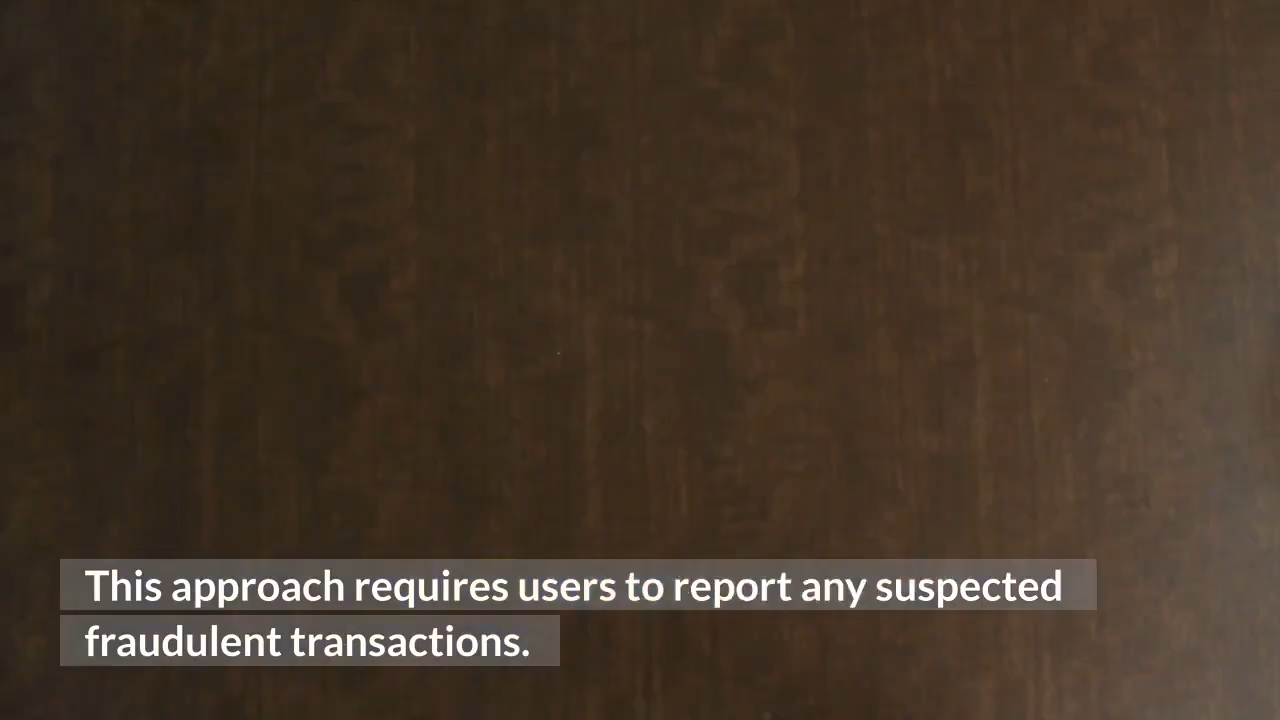 This approach requires users to report any suspected
fraudulent transactions.